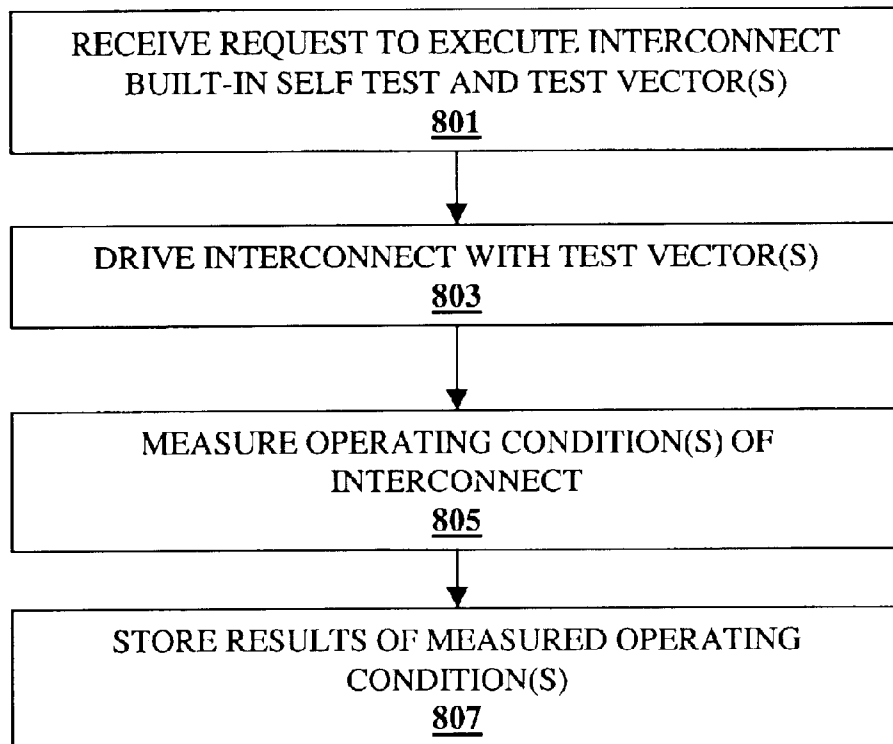 RECEIVE REQUEST TO EXECUTE INTERCONNECT
BUILT-IN SELF TEST AND TEST VECTOR(S)
801
DRIVE INTERCONNECT WITH TEST VECTOR(S)
803
MEASURE OPERATING CONDITION(S) OF
INTERCONNECT
805
STORE RESULTS OF MEASURED OPERATING
CONDITION(S)
807